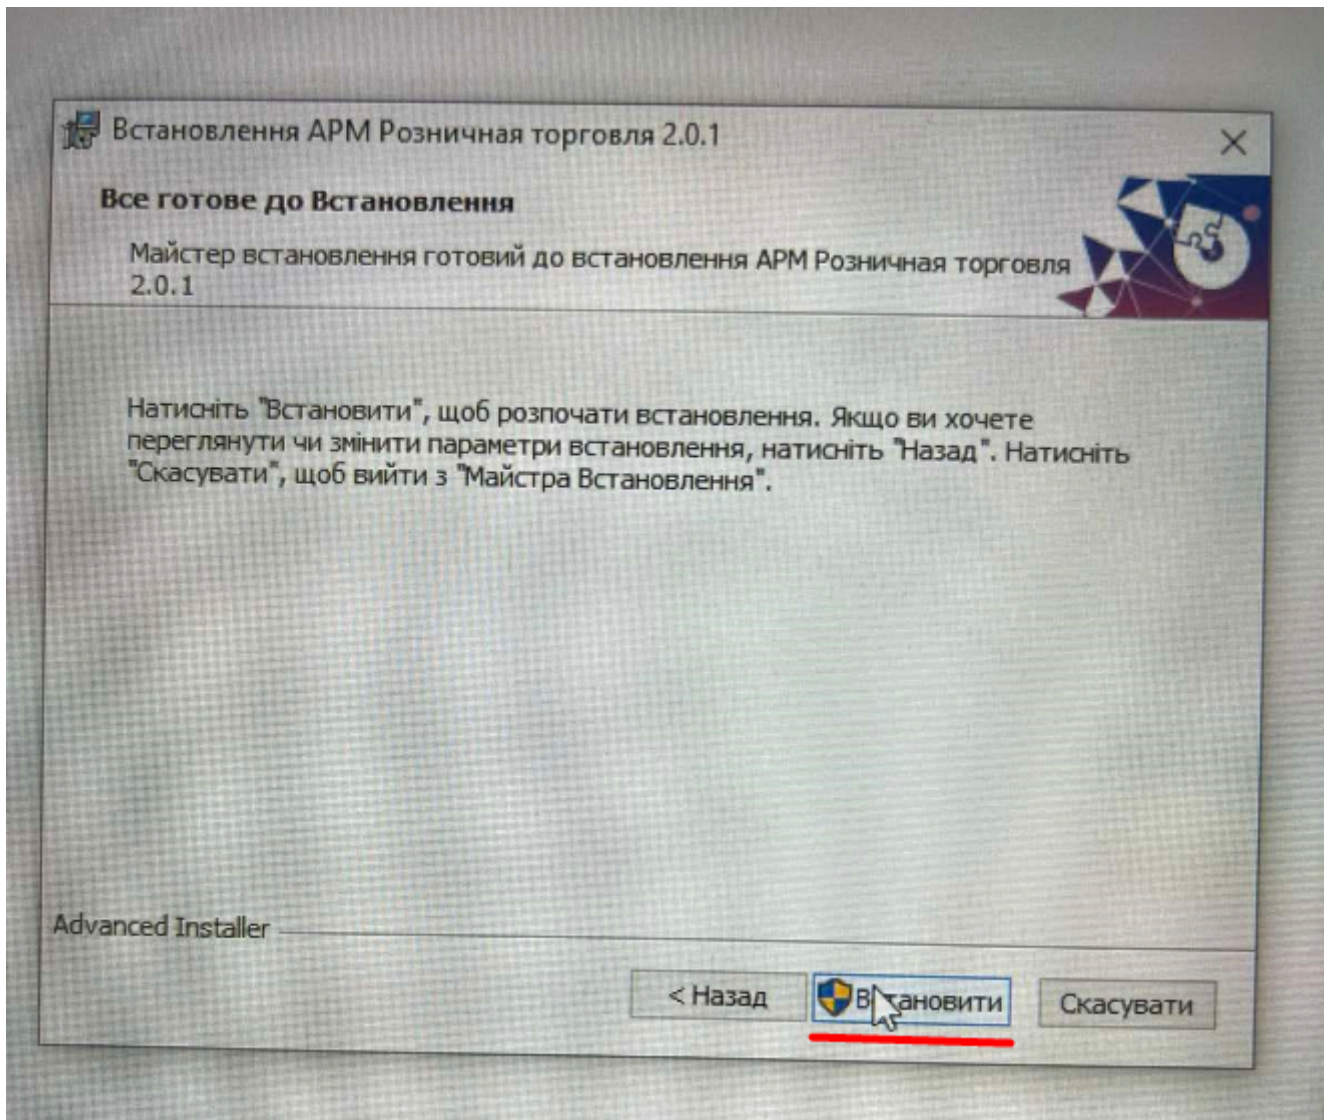 Встановлення АРМ Розничная торговля 2.0.1
Все готове до Встановлення
Майстер встановлення готовий до встановлення АРМ Розничная торговля
2.0.1
Натисніть "Встановити", щоб розпочати встановлення. Якщо ви хочете
переглянути чи змінити параметри встановлення, натисніть "Назад". Натисніть
"Скасувати", щоб вийти з "Майстра Встановлення".
Advanced Installer
< Назад
Встановити
Скасувати